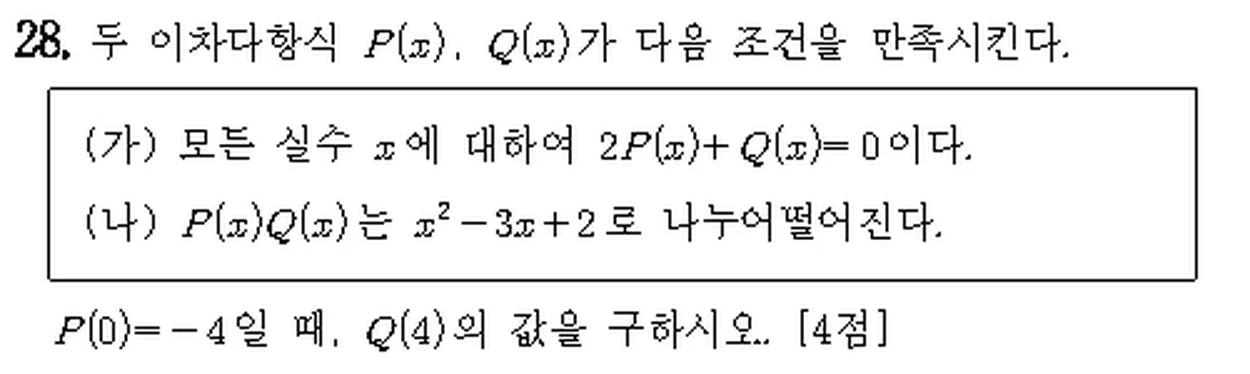 28. 두 이차다항식 P(x), Q(x)가 다음 조건을 만족시킨다.
(가) 모든 실수 x에 대하여 2P(x)+Q(x)=0이다.
(나) P(x)Q(x)는 x²-3x+2로 나누어떨어진다.
P(0)=-4일 때, Q(4)의 값을 구하시오. [4점]